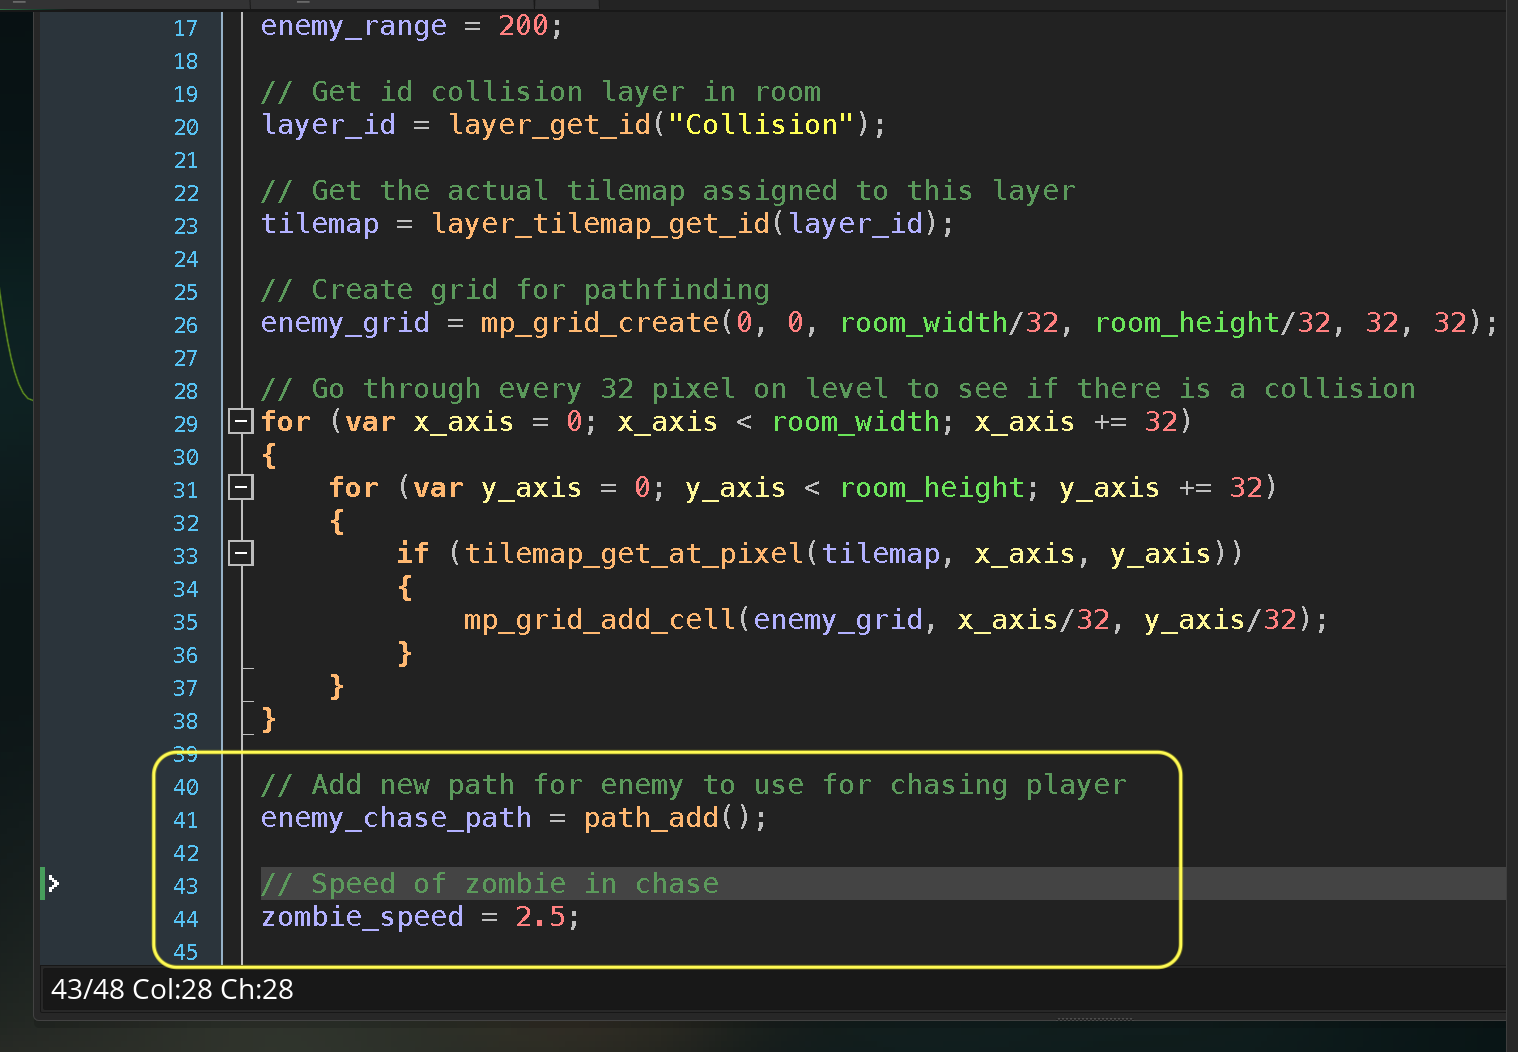 17 enemy_range = 200;
18
19 // Get id collision layer in room
20 layer_id = layer_get_id("Collision");
21
22 // Get the actual tilemap assigned to this layer
23 tilemap = layer_tilemap_get_id(layer_id);
24
25 // Create grid for pathfinding
26 enemy_grid = mp_grid_create(0, 0, room_width/32, room_height/32, 32, 32);
27
28 // Go through every 32 pixel on level to see if there is a collision
29 for (var x_axis = 0; x_axis < room_width; x_axis += 32)
30 {
31     for (var y_axis = 0; y_axis < room_height; y_axis += 32)
32     {
33         if (tilemap_get_at_pixel(tilemap, x_axis, y_axis))
34         {
35             mp_grid_add_cell(enemy_grid, x_axis/32, y_axis/32);
36         }
37     }
38 }
39
40 // Add new path for enemy to use for chasing player
41 enemy_chase_path = path_add();
42
43 // Speed of zombie in chase
44 zombie_speed = 2.5;
45
43/48 Col:28 Ch:28